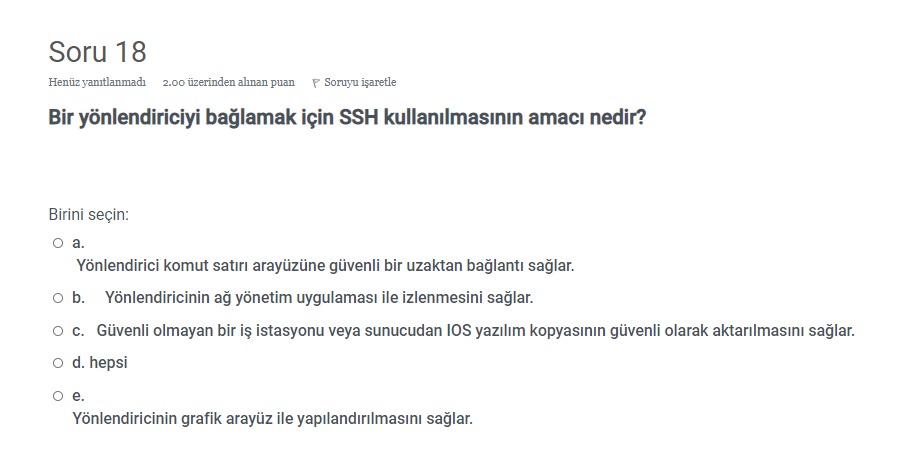 Soru 18
Henüz yanıtlanmadı 2.00 üzerinden alınan puan Soruyu işaretle
Bir yönlendiriciyi bağlamak için SSH kullanılmasının amacı nedir?
Birini seçin:
a.
Yönlendirici komut satırı arayüzüne güvenli bir uzaktan bağlantı sağlar.
b. Yönlendiricinin ağ yönetim uygulaması ile izlenmesini sağlar.
c. Güvenli olmayan bir iş istasyonu veya sunucudan IOS yazılım kopyasının güvenli olarak aktarılmasını sağlar.
d. hepsi
e.
Yönlendiricinin grafik arayüz ile yapılandırılmasını sağlar.